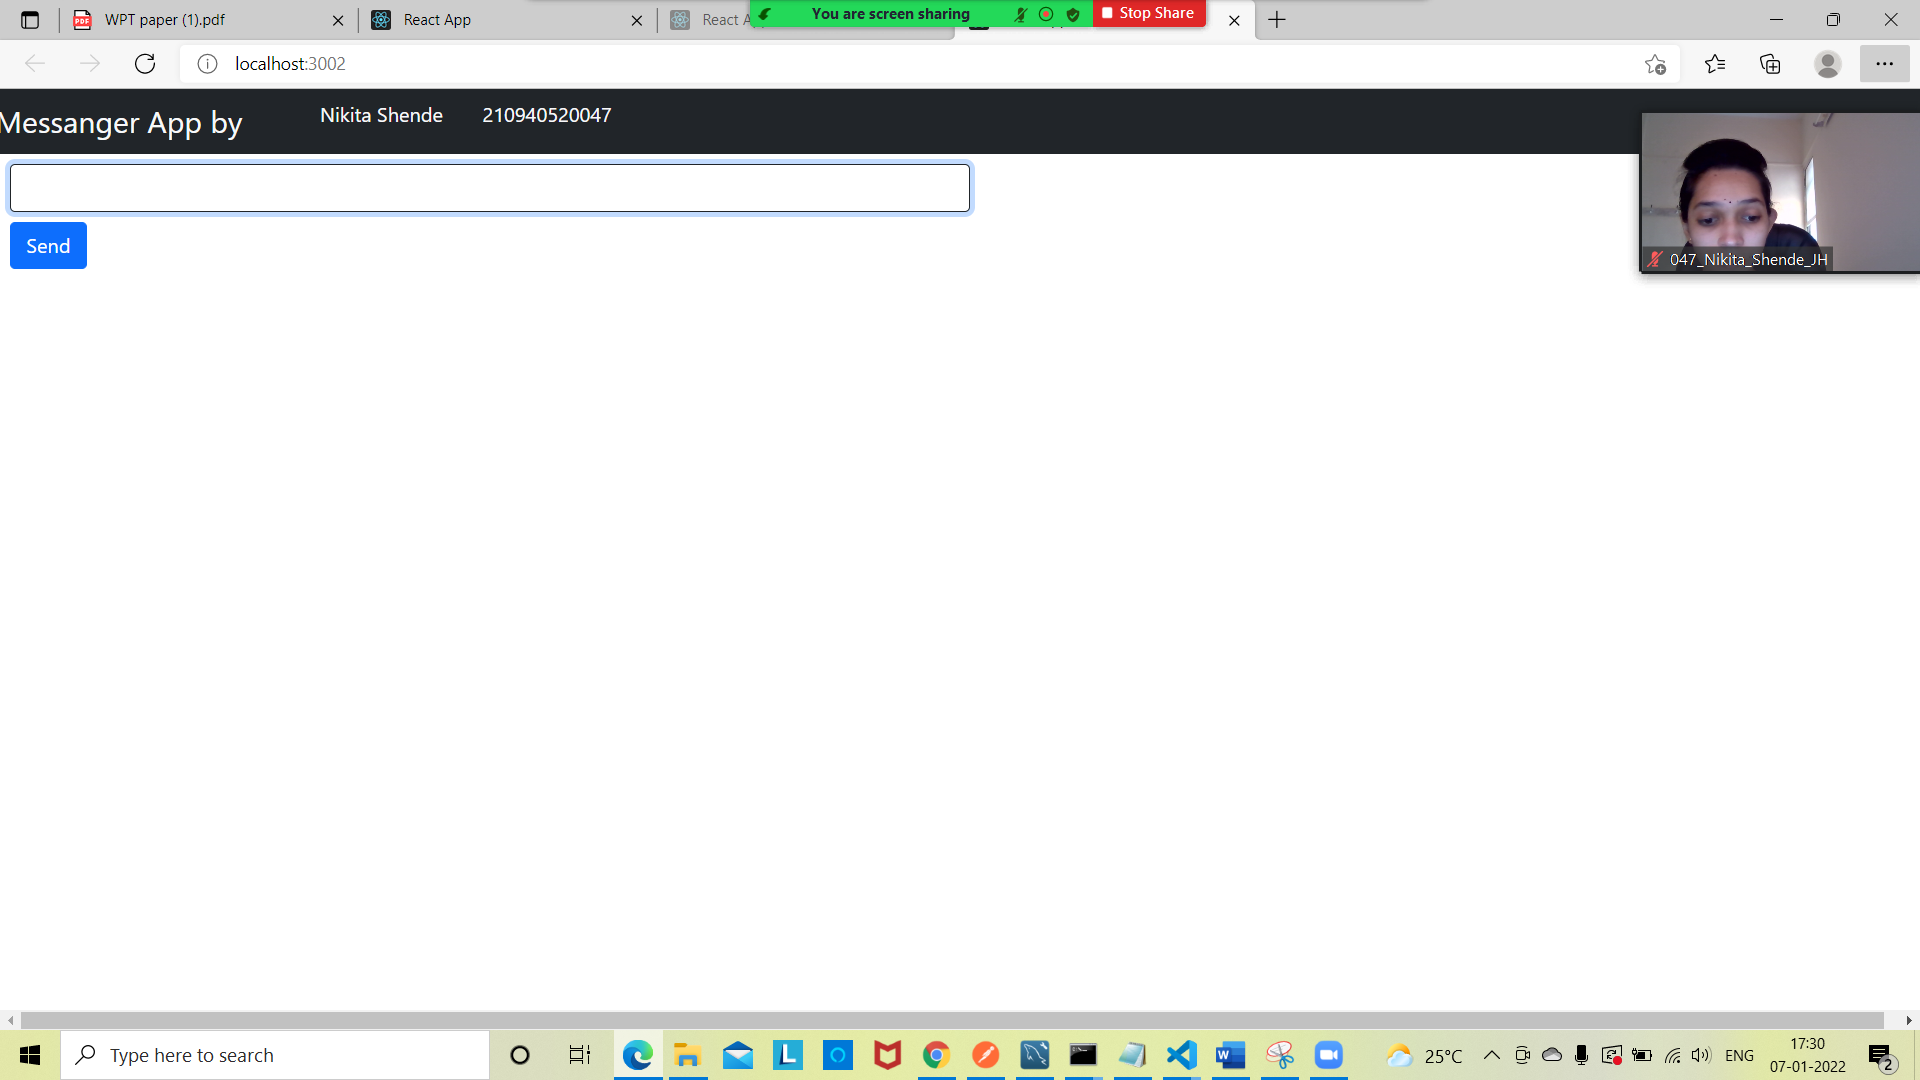 WPT paper (1).pdf
React App
React A
You are screen sharing
Stop Share
localhost:3002
Messanger App by
Nikita Shende
210940520047
Send
047_Nikita_Shende_JH
Type here to search
25°C
ENG
17:30
07-01-2022
2